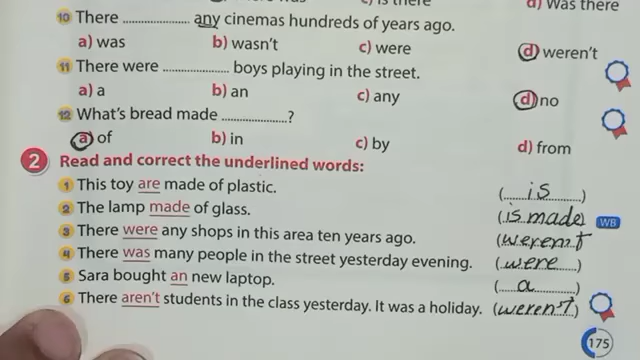 d) Was there
10 There ................ any cinemas hundreds of years ago.
a) was b) wasn't c) were d) weren't
11 There were ................ boys playing in the street.
a) a b) an c) any d) no
12 What's bread made ................?
a) of b) in c) by d) from
2 Read and correct the underlined words:
1 This toy are made of plastic. (is)
2 The lamp made of glass. (is made) WB
3 There were any shops in this area ten years ago. (weren't
4 There was many people in the street yesterday evening. (were)
5 Sara bought an new laptop. (a)
6 There aren't students in the class yesterday. It was a holiday. (weren't)
175